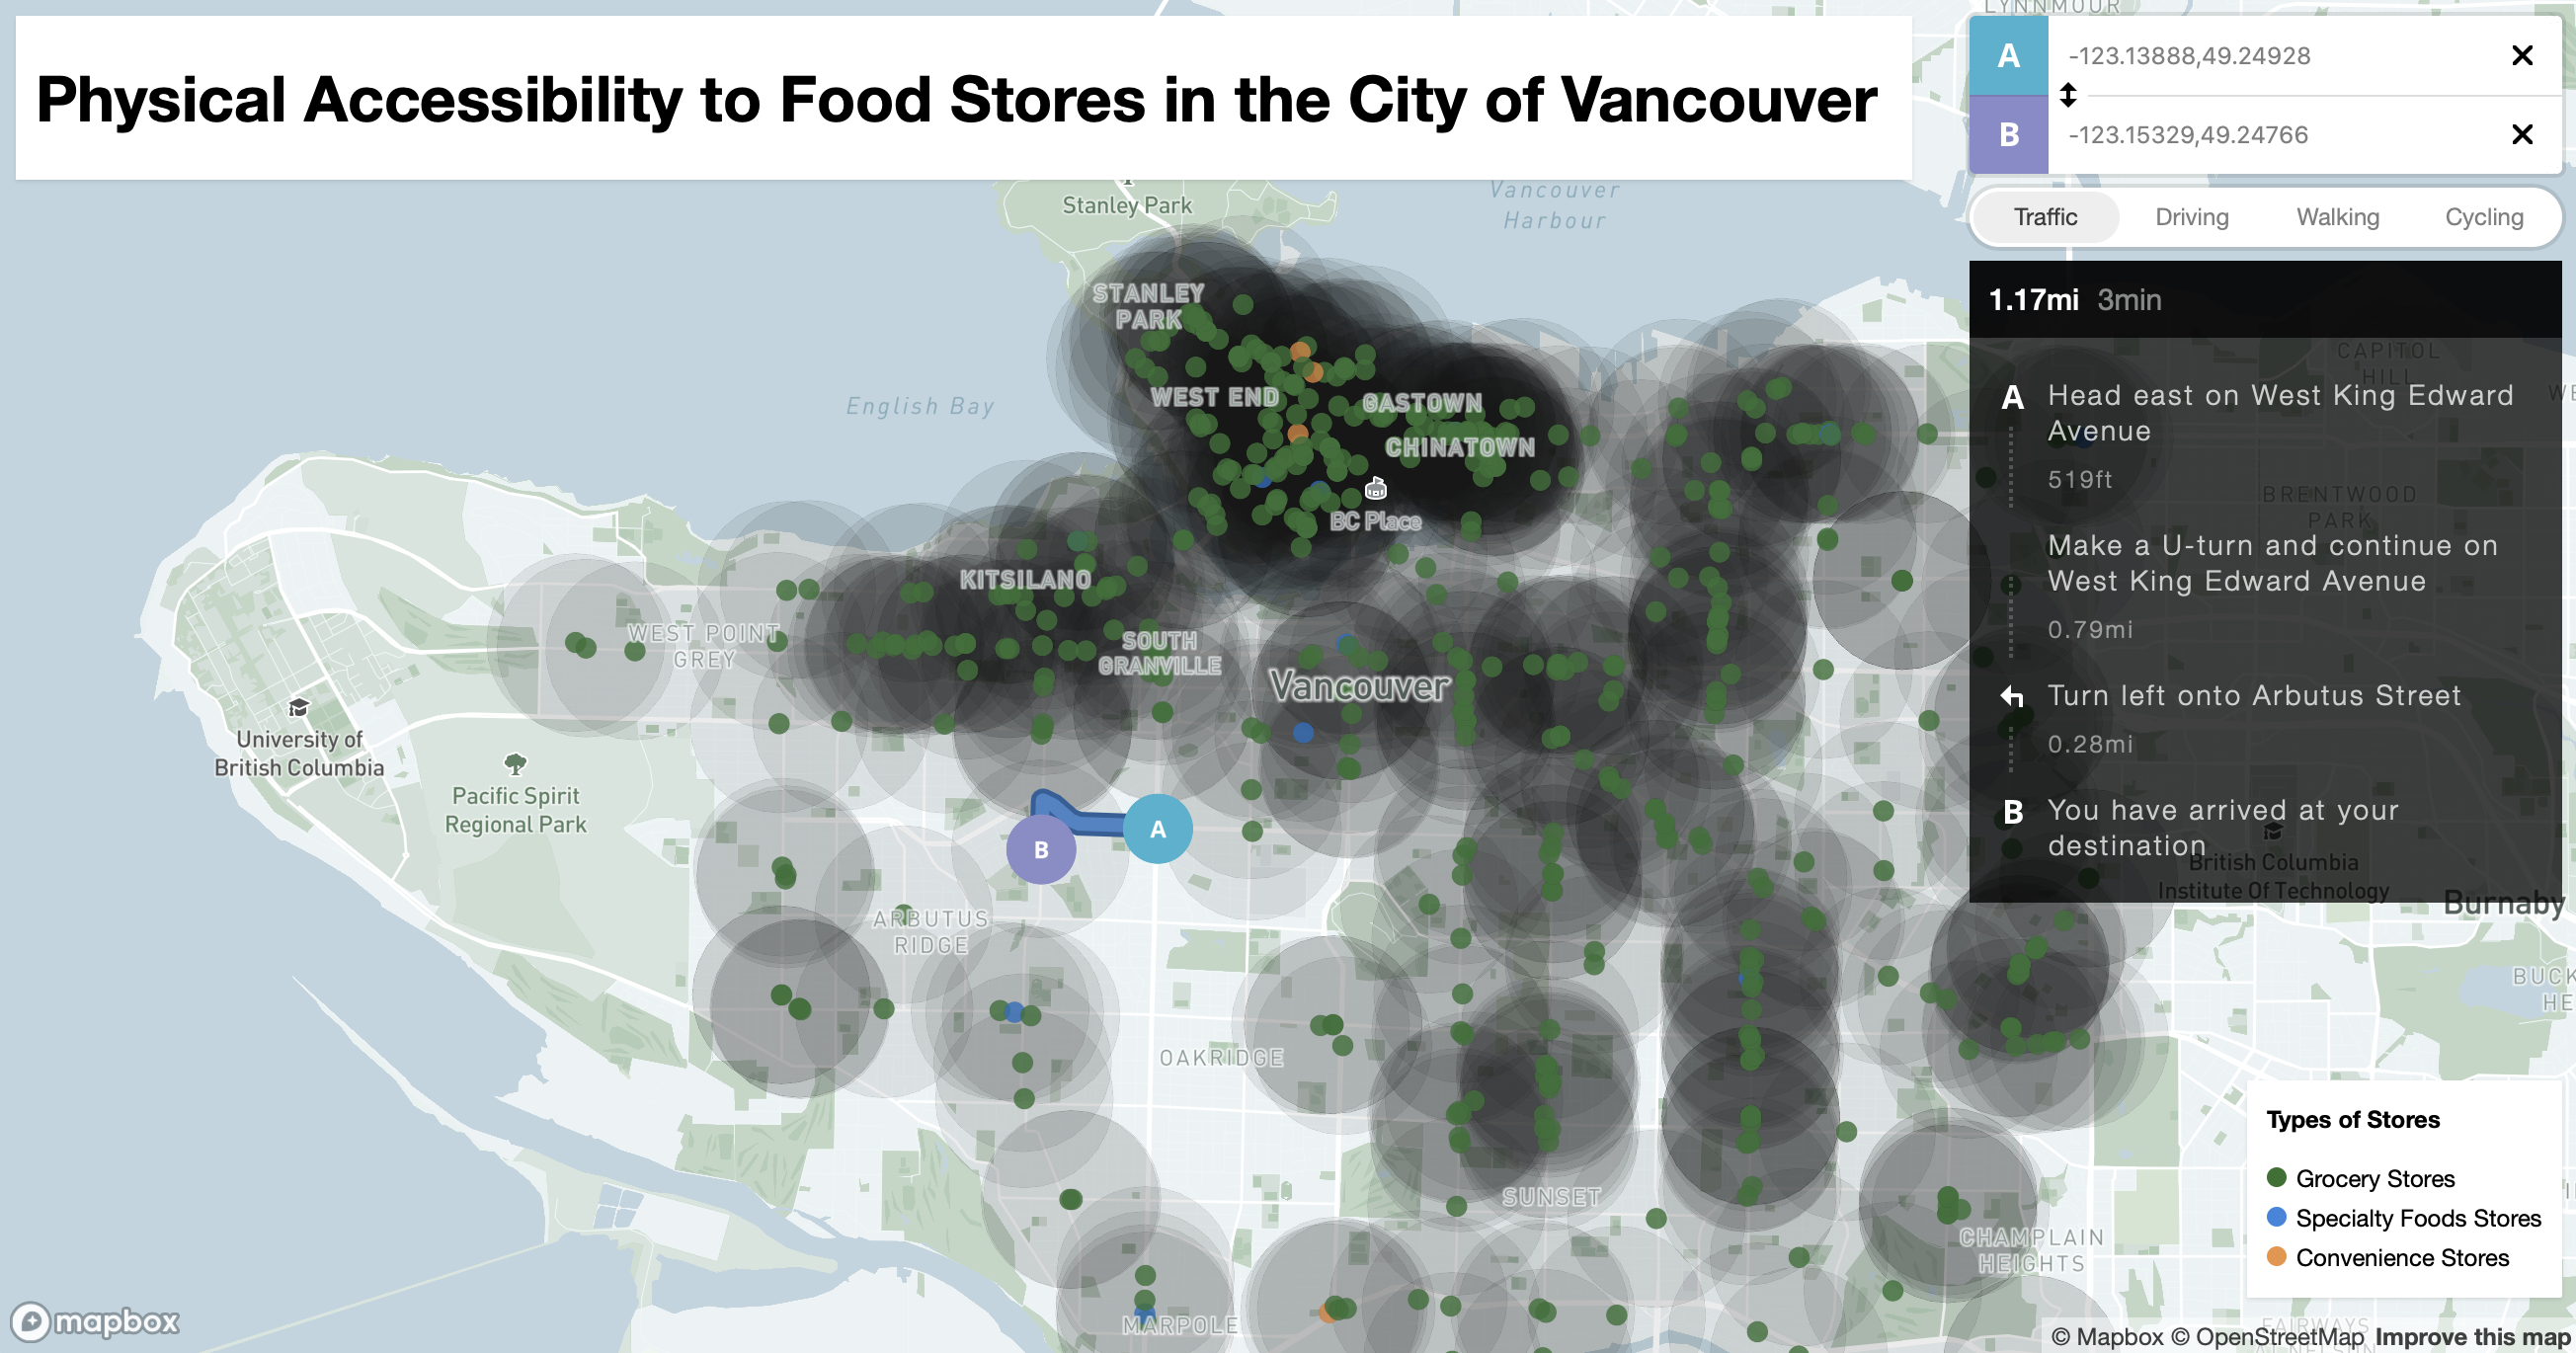 LYNNMOUR
Physical Accessibility to Food Stores in the City of Vancouver
A
-123.13888,49.24928
B
-123.15329,49.24766
Traffic
Driving
Walking
Cycling
Stanley Park
Vancouver
Harbour
1.17mi 3min
A
Head east on West King Edward
Avenue
519ft
Make a U-turn and continue on
West King Edward Avenue
0.79mi
Turn left onto Arbutus Street
0.28mi
B
You have arrived at your
destination
CAPITOL
HILL
BRENTWOOD
PARK
British Columbia
Institute Of Technology
Burnaby
STANLEY
PARK
English Bay
WEST END
GASTOWN
CHINATOWN
BC Place
KITSILANO
WEST POINT
GREY
SOUTH
GRANVILLE
Vancouver
University of
British Columbia
Pacific Spirit
Regional Park
A
B
ARBUTUS
RIDGE
OAKRIDGE
SUNSET
CHAMPLAIN
HEIGHTS
MARPOLE
Types of Stores
Grocery Stores
Specialty Foods Stores
Convenience Stores
mapbox
© Mapbox © OpenStreetMap Improve this map